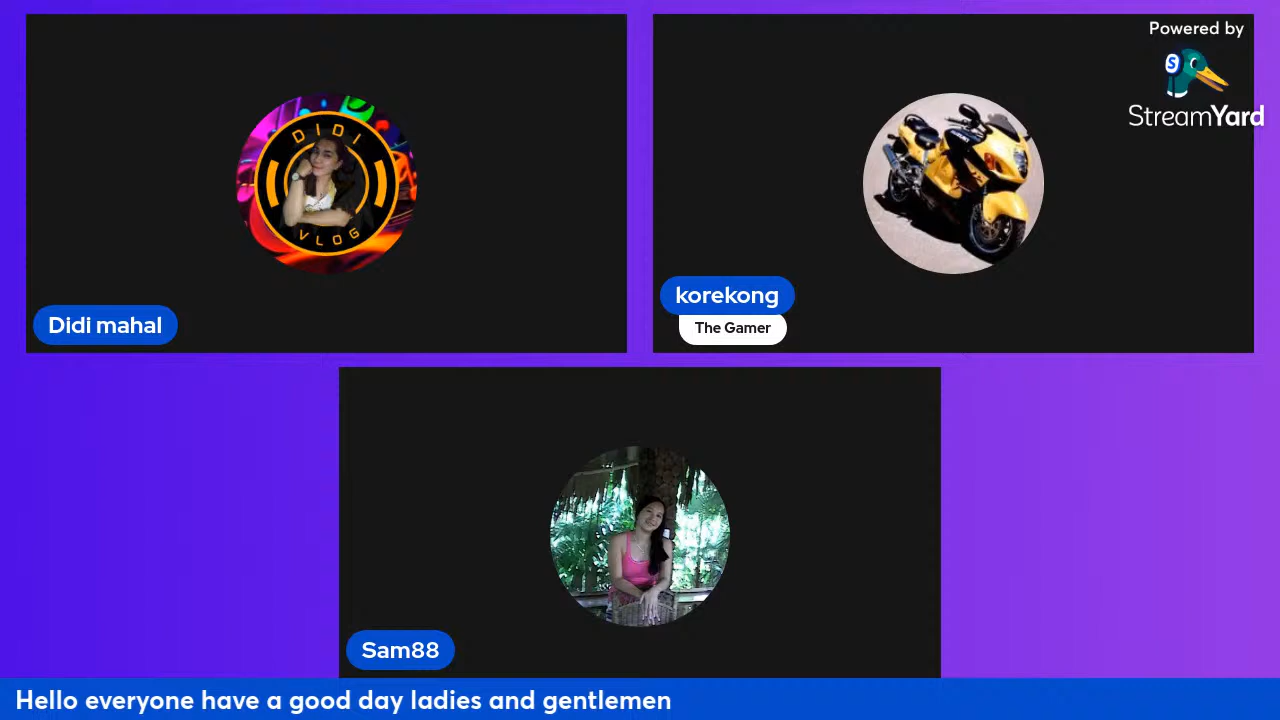 Powered by
S
StreamYard
DIDI
VLOG
SUZUKI
Didi mahal
korekong
The Gamer
Sam88
Hello everyone have a good day ladies and gentlemen